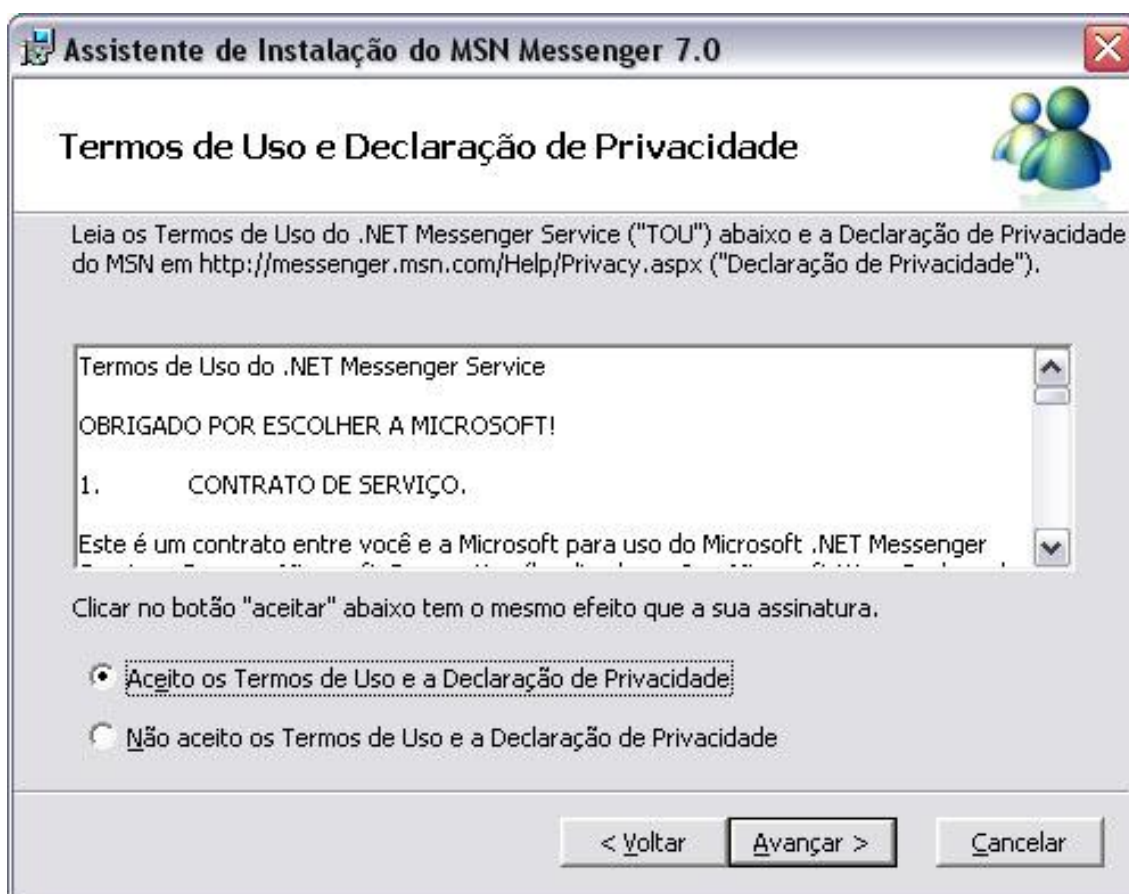 Assistente de Instalação do MSN Messenger 7.0
Termos de Uso e Declaração de Privacidade
Leia os Termos de Uso do .NET Messenger Service ("TOU") abaixo e a Declaração de Privacidade
do MSN em http://messenger.msn.com/Help/Privacy.aspx ("Declaração de Privacidade").
Termos de Uso do .NET Messenger Service
OBRIGADO POR ESCOLHER A MICROSOFT!
1. CONTRATO DE SERVIÇO.
Este é um contrato entre você e a Microsoft para uso do Microsoft .NET Messenger
Clicar no botão "aceitar" abaixo tem o mesmo efeito que a sua assinatura.
Aceito os Termos de Uso e a Declaração de Privacidade
Não aceito os Termos de Uso e a Declaração de Privacidade
< Voltar Avançar > Cancelar